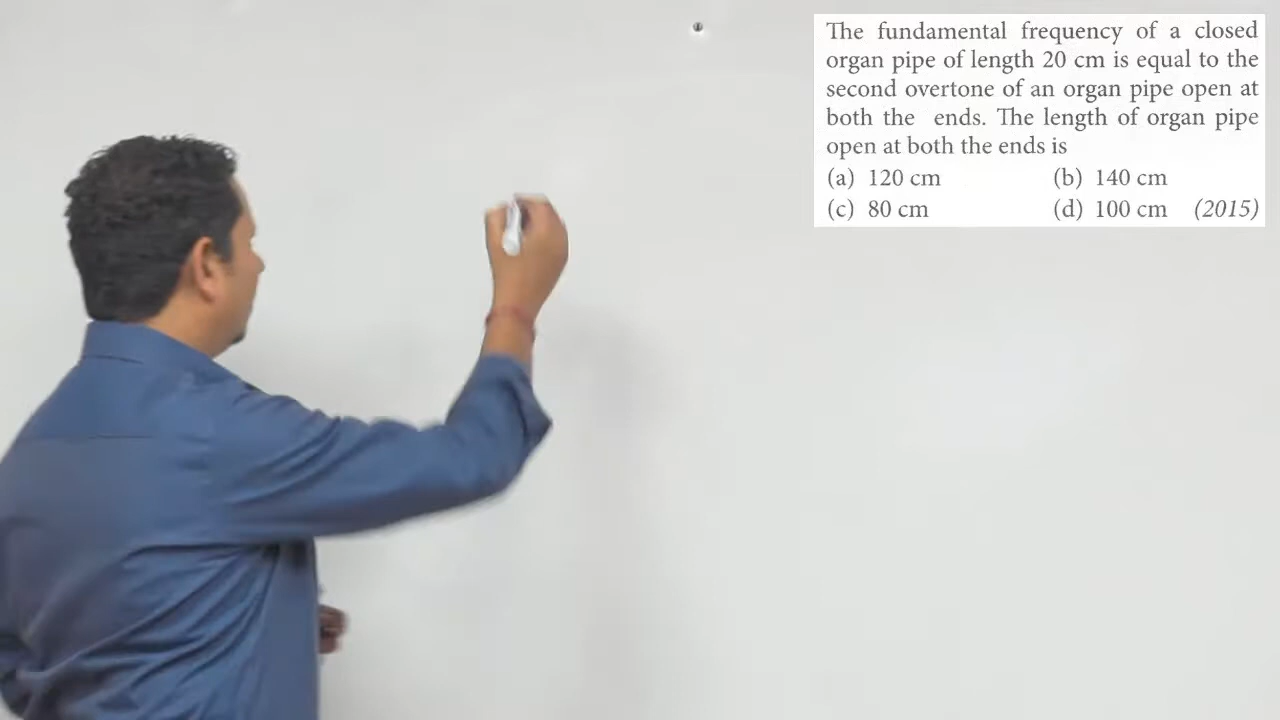 The fundamental frequency of a closed
organ pipe of length 20 cm is equal to the
second overtone of an organ pipe open at
both the ends. The length of organ pipe
open at both the ends is
(a) 120 cm (b) 140 cm
(c) 80 cm (d) 100 cm (2015)